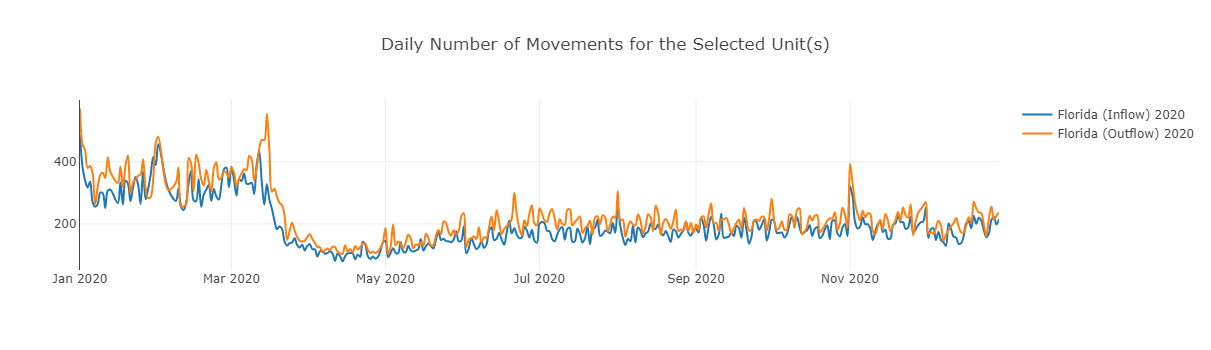 Daily Number of Movements for the Selected Unit(s)
Florida (Inflow) 2020
Florida (Outflow) 2020
400
200
Jan 2020
Mar 2020
May 2020
Jul 2020
Sep 2020
Nov 2020